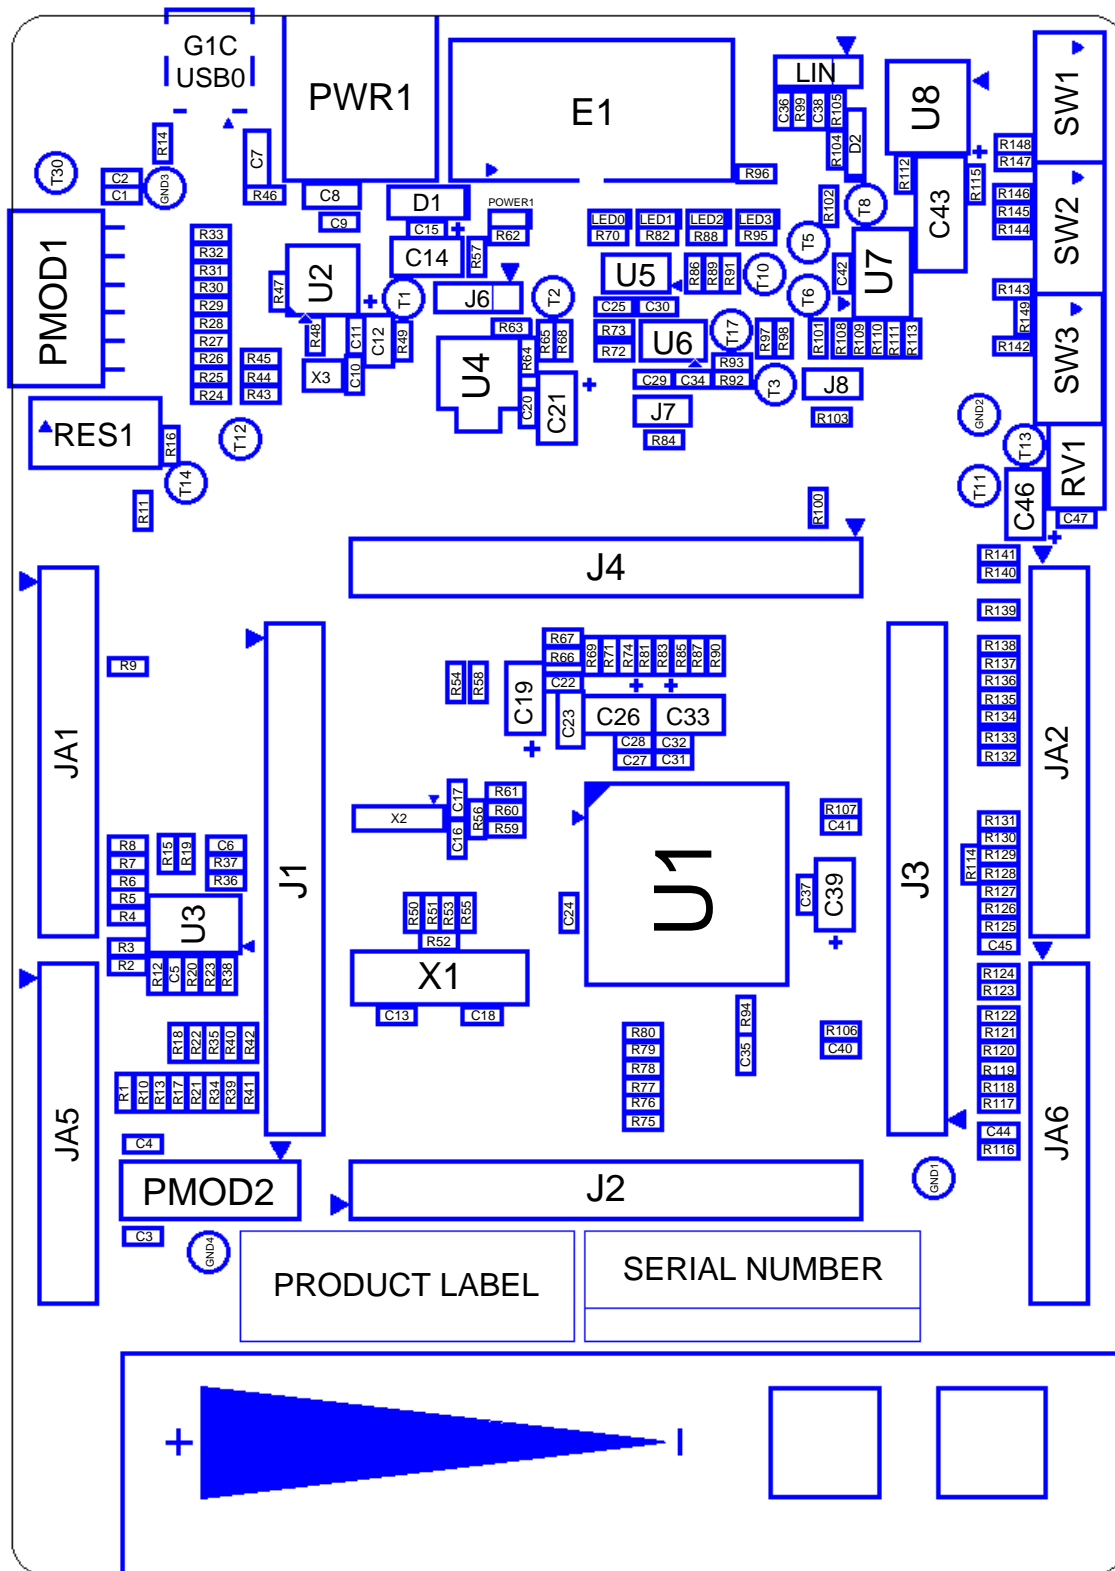 G1C
USB0
PWR1
E1
LIN
U8
SW1
C36
R99
C38
R105
R104
D2
R14
C7
T30
C2
C1
GND3
R46
C8
C9
D1
C15
C14
POWER1
R62
R57
R96
R112
C43
R115
R148
R147
R146
R145
R144
SW2
R102
T8
T5
LED0
LED1
LED2
LED3
R70
R82
R88
R95
PMOD1
R33
R32
R31
R30
R29
R28
R27
R26
R25
R24
R45
R44
R43
R47
U2
R48
C11
C12
R49
X3
C10
T1
J6
T2
R63
R65
R68
R64
U4
C20
C21
U5
R86
R89
R91
T10
C25
C30
R73
R72
U6
T17
R93
R92
C29
C34
R97
R98
T3
J7
R84
T6
C42
U7
R101
R108
R109
R110
R111
R113
J8
R103
R143
R149
R142
SW3
GND2
T13
T11
C46
RV1
C47
RES1
R16
T12
T14
R11
R100
J4
R141
R140
R139
R138
R137
R136
R135
R134
R133
R132
JA2
JA1
R9
J1
R54
R58
C19
R67
R66
C22
C23
R69
R71
R74
R81
R83
R85
R87
R90
C26
C33
C28
C32
C27
C31
J3
X2
C17
C16
R56
R61
R60
R59
U1
R107
C41
C37
C39
C24
R131
R130
R129
R128
R127
R126
R125
C45
R114
R8
R7
R6
R5
R4
R3
R2
R15
R19
C6
R37
R36
U3
R12
C5
R20
R23
R38
R50
R51
R53
R55
R52
X1
C13
C18
R124
R123
R122
R121
R120
R119
R118
R117
C44
R116
JA6
JA5
R18
R22
R35
R40
R42
R1
R10
R13
R17
R21
R34
R39
R41
R80
R79
R78
R77
R76
R75
R94
C35
R106
C40
C4
PMOD2
C3
GND4
J2
GND1
PRODUCT LABEL
SERIAL NUMBER